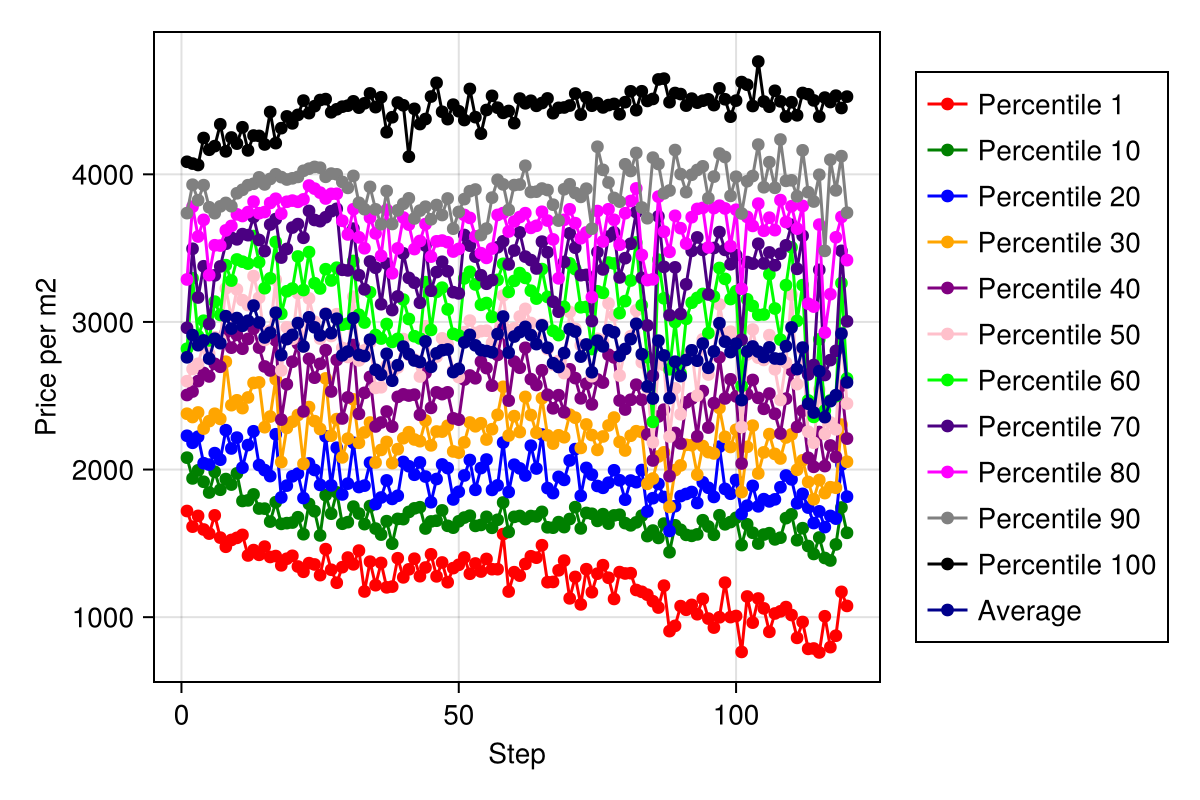 Price per m2
4000
3000
2000
1000
0
50
100
Step
Percentile 1
Percentile 10
Percentile 20
Percentile 30
Percentile 40
Percentile 50
Percentile 60
Percentile 70
Percentile 80
Percentile 90
Percentile 100
Average